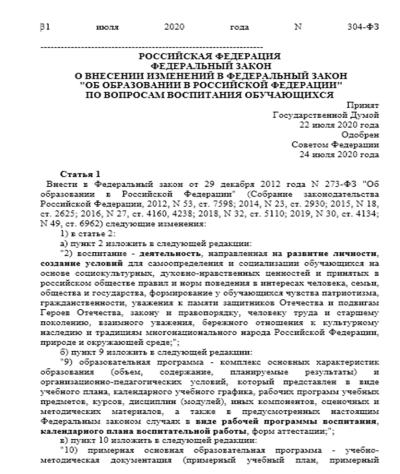 31 июля 2020 года N 304-ФЗ
РОССИЙСКАЯ ФЕДЕРАЦИЯ
ФЕДЕРАЛЬНЫЙ ЗАКОН
О ВНЕСЕНИИ ИЗМЕНЕНИЙ В ФЕДЕРАЛЬНЫЙ ЗАКОН
"ОБ ОБРАЗОВАНИИ В РОССИЙСКОЙ ФЕДЕРАЦИИ"
ПО ВОПРОСАМ ВОСПИТАНИЯ ОБУЧАЮЩИХСЯ
Принят
Государственной Думой
22 июля 2020 года
Одобрен
Советом Федерации
24 июля 2020 года
Статья 1
Внести в Федеральный закон от 29 декабря 2012 года N 273-ФЗ "Об
образовании в Российской Федерации" (Собрание законодательства
Российской Федерации, 2012, N 53, ст. 7598; 2014, N 23, ст. 2930; 2015, N 18,
ст. 2625; 2016, N 27, ст. 4160, 4238; 2018, N 32, ст. 5110; 2019, N 30, ст. 4134;
N 49, ст. 6962) следующие изменения:
1) в статье 2:
а) пункт 2 изложить в следующей редакции:
"2) воспитание - деятельность, направленная на развитие личности,
создание условий для самоопределения и социализации обучающихся на
основе социокультурных, духовно-нравственных ценностей и принятых в
российском обществе правил и норм поведения в интересах человека, семьи,
общества и государства, формирование у обучающихся чувства патриотизма,
гражданственности, уважения к памяти защитников Отечества и подвигам
Героев Отечества, закону и правопорядку, человеку труда и старшему
поколению, взаимного уважения, бережного отношения к культурному
наследию и традициям многонационального народа Российской Федерации,
природе и окружающей среде;";
б) пункт 9 изложить в следующей редакции:
"9) образовательная программа - комплекс основных характеристик
образования (объем, содержание, планируемые результаты) и
организационно-педагогических условий, который представлен в виде
учебного плана, календарного учебного графика, рабочих программ учебных
предметов, курсов, дисциплин (модулей), иных компонентов, оценочных и
методических материалов, а также в предусмотренных настоящим
Федеральным законом случаях в виде рабочей программы воспитания,
календарного плана воспитательной работы, форм аттестации;";
в) пункт 10 изложить в следующей редакции:
"10) примерная основная образовательная программа - учебно-
методическая документация (примерный учебный план, примерный